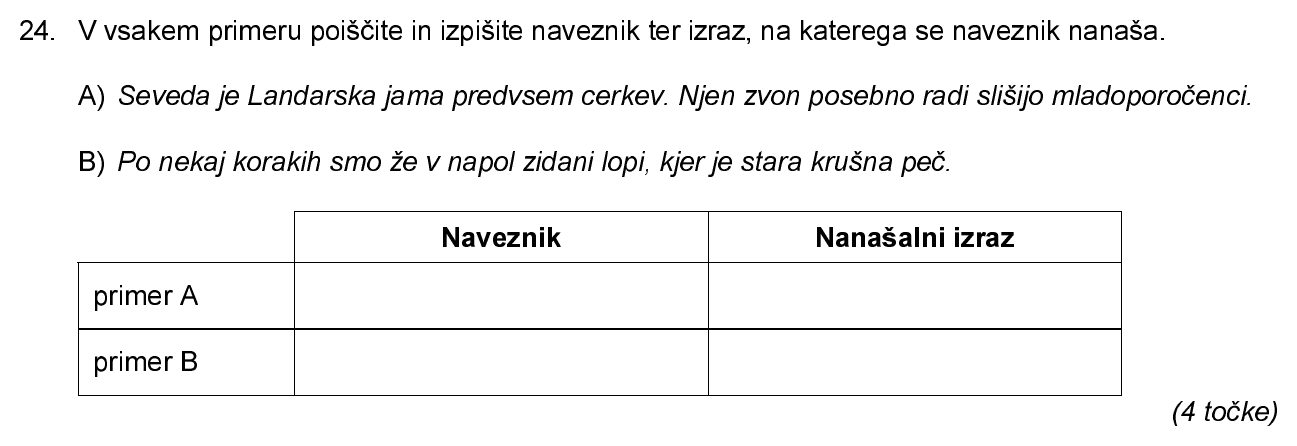 24. V vsakem primeru poiščite in izpišite naveznik ter izraz, na katerega se naveznik nanaša.
A) Seveda je Landarska jama predvsem cerkev. Njen zvon posebno radi slišijo mladoporočenci.
B) Po nekaj korakih smo že v napol zidani lopi, kjer je stara krušna peč.
Naveznik Nanašalni izraz
primer A
primer B
(4 točke)